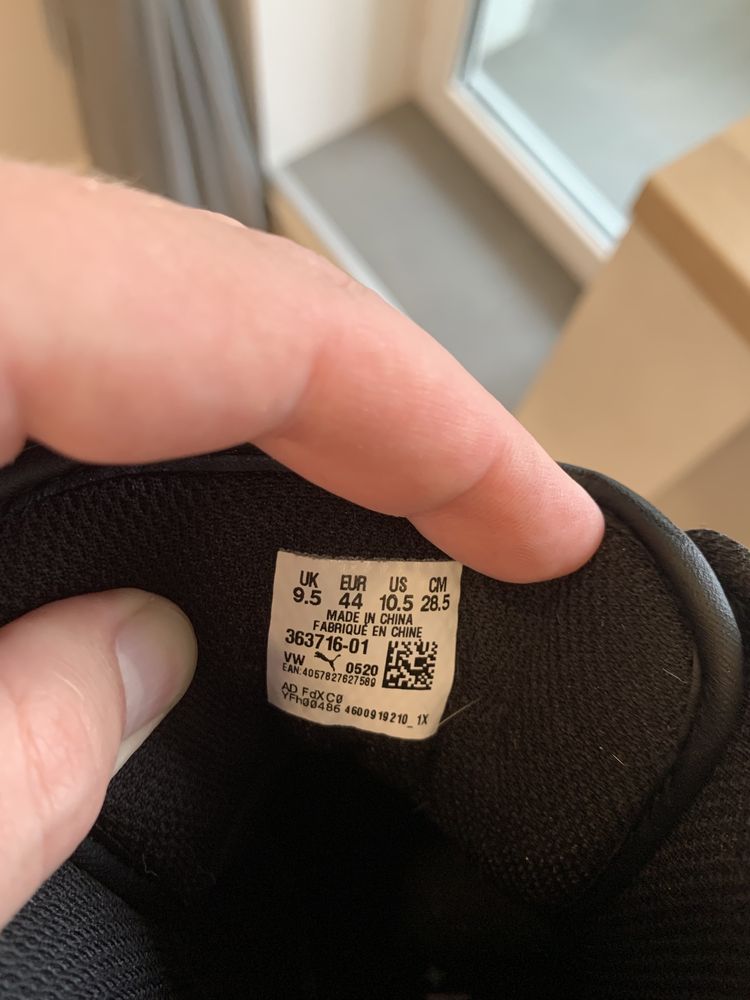 UK EUR US CM
9.5 44 10.5 28.5
MADE IN CHINA
FABRIQUÉ EN CHINE
363716-01
VW 0520
EAN:4057827627589
AD FdXC0
YFh00486 4600919210_1X